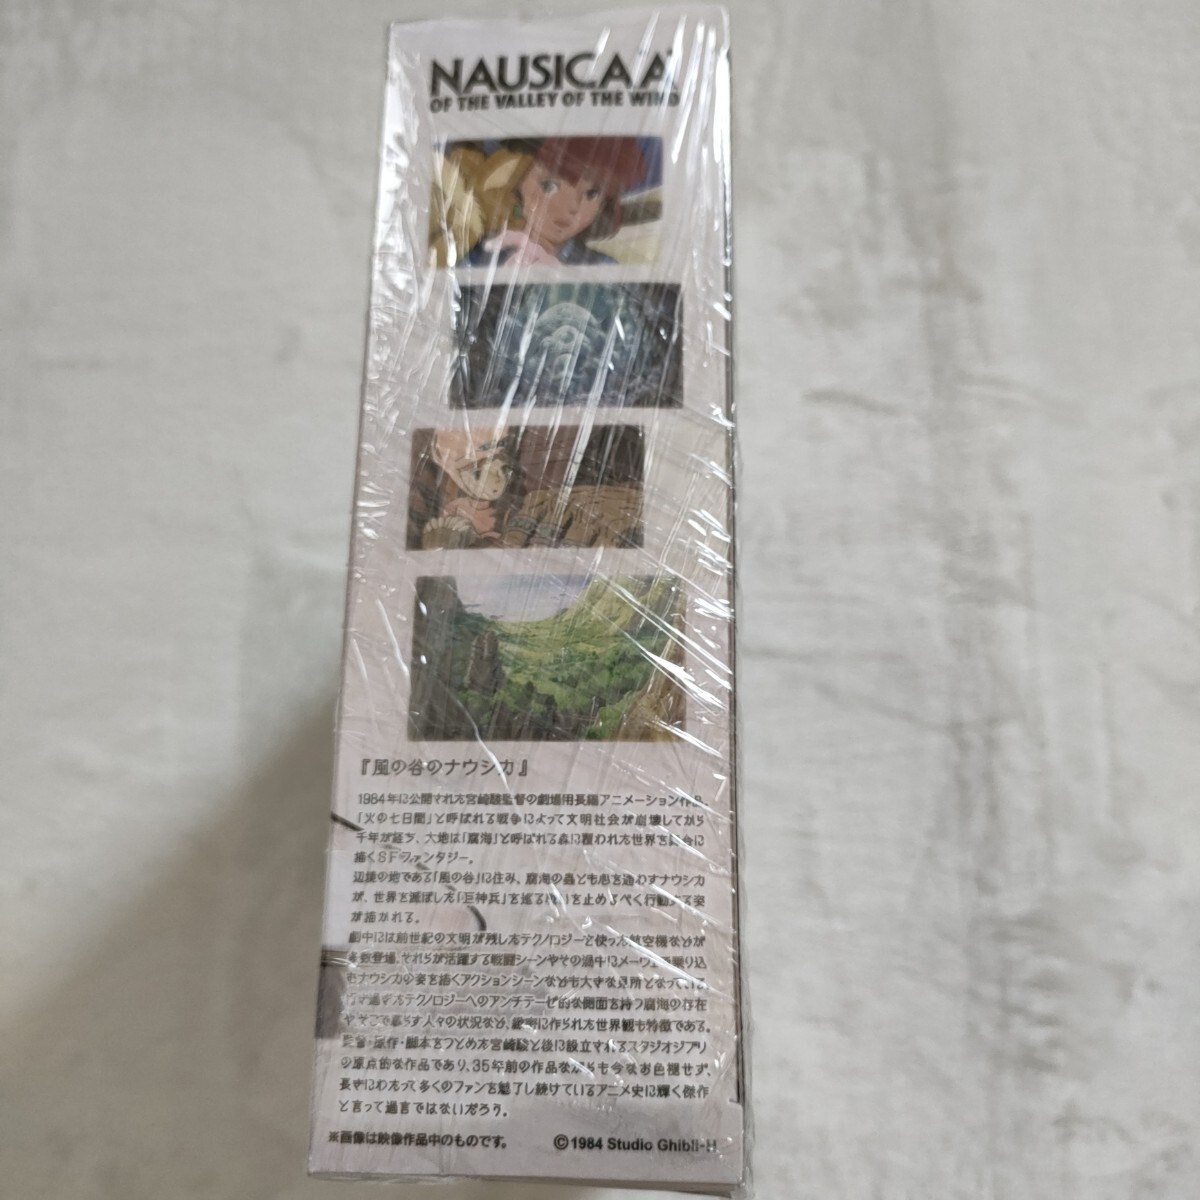 NAUSICAÄ
OF THE VALLEY OF THE WIND
『風の谷のナウシカ』
1984年に公開された宮崎駿監督の劇場用長編アニメーション作品。
「火の七日間」と呼ばれる戦争によって文明社会が崩壊してから
千年が経ち、大地は「腐海」と呼ばれる森に覆われた世界を舞台に
描くSFファンタジー。
辺境の地である「風の谷」に住み、腐海の蟲とも心を通わすナウシカ
が、世界を滅ぼした「巨神兵」を巡る争いを止めるべく行動する姿
が描かれる。
劇中には前世紀の文明が残したテクノロジーを使った航空機などが
多数登場、それらが活躍する戦闘シーンやその渦中にメーヴェで乗り込
むナウシカの姿を描くアクションシーンなども大きな見所となっている。
行き過ぎたテクノロジーへのアンチテーゼ的な側面を持つ腐海の存在
やそこで暮らす人々の状況など、緻密に作られた世界観も特徴である。
監督・原作・脚本をつとめた宮崎駿と後に設立されるスタジオジブリ
の原点的な作品であり、35年前の作品ながらも今なお色褪せず、
長きにわたって多くのファンを魅了し続けているアニメ史に輝く傑作
と言って過言ではないだろう。
※画像は映像作品中のものです。 ©1984 Studio Ghibli-H